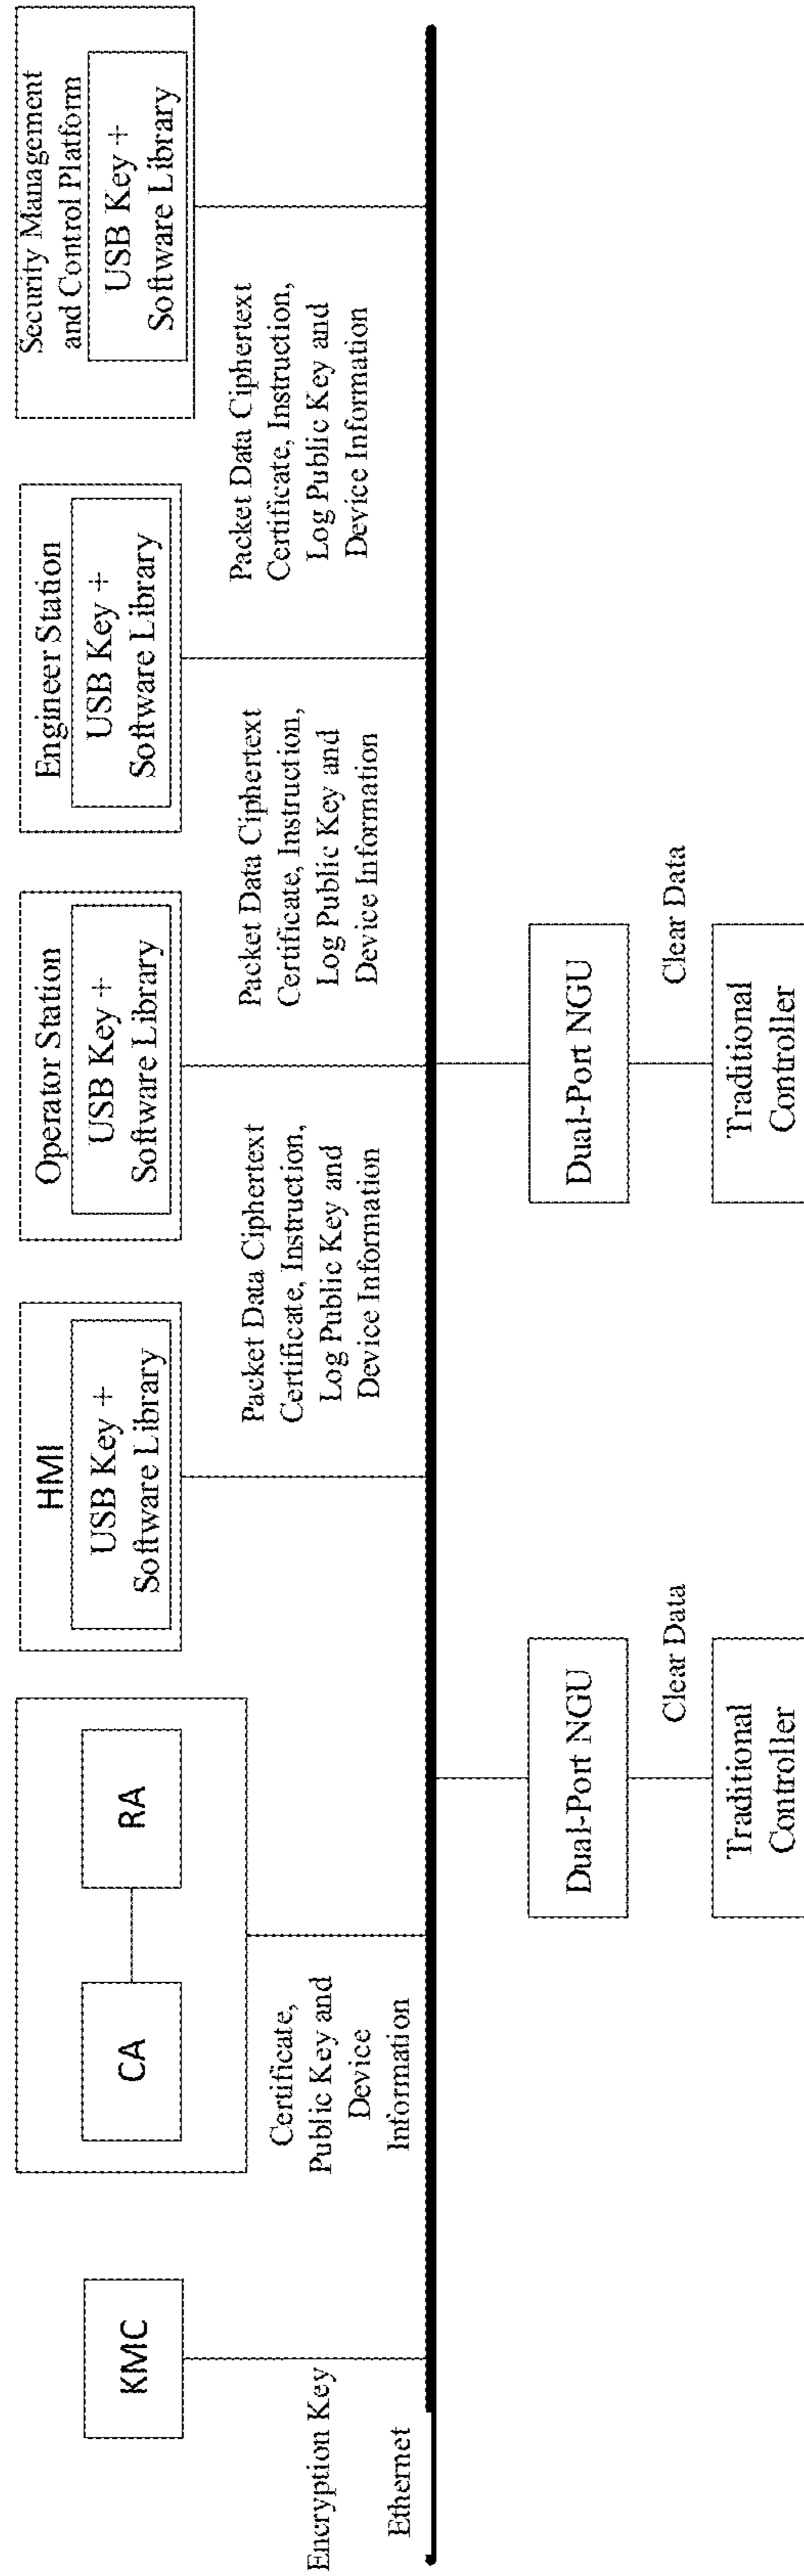 KMC
Encryption Key
Ethernet
CA
RA
Certificate,
Public Key and
Device
Information
HMI
USB Key +
Software Library
Packet Data Ciphertext
Certificate, Instruction,
Log Public Key and
Device Information
Operator Station
USB Key +
Software Library
Packet Data Ciphertext
Certificate, Instruction,
Log Public Key and
Device Information
Engineer Station
USB Key +
Software Library
Packet Data Ciphertext
Certificate, Instruction,
Log Public Key and
Device Information
Security Management
and Control Platform
USB Key +
Software Library
Dual-Port NGU
Clear Data
Traditional
Controller
Dual-Port NGU
Clear Data
Traditional
Controller